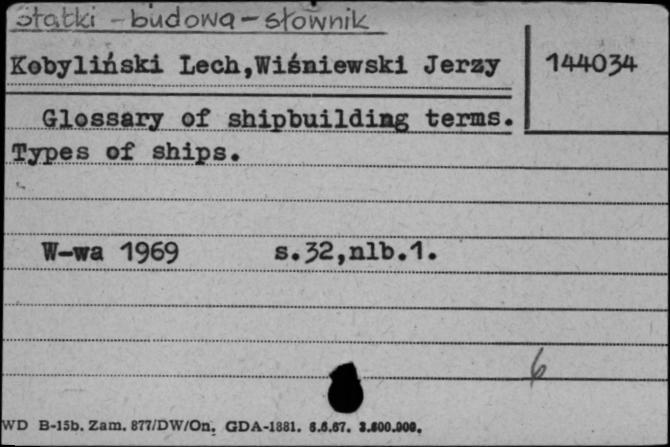 Statki - budowa - słownik
Kobyliński Lech,Wiśniewski Jerzy 144034
Glossary of shipbuilding terms.
Types of ships.
W-wa 1969 s.32,nlb.1.
6
WD B-15b. Zam. 877/DW/On. GDA-1881. 6.6.67. 3.600.000.